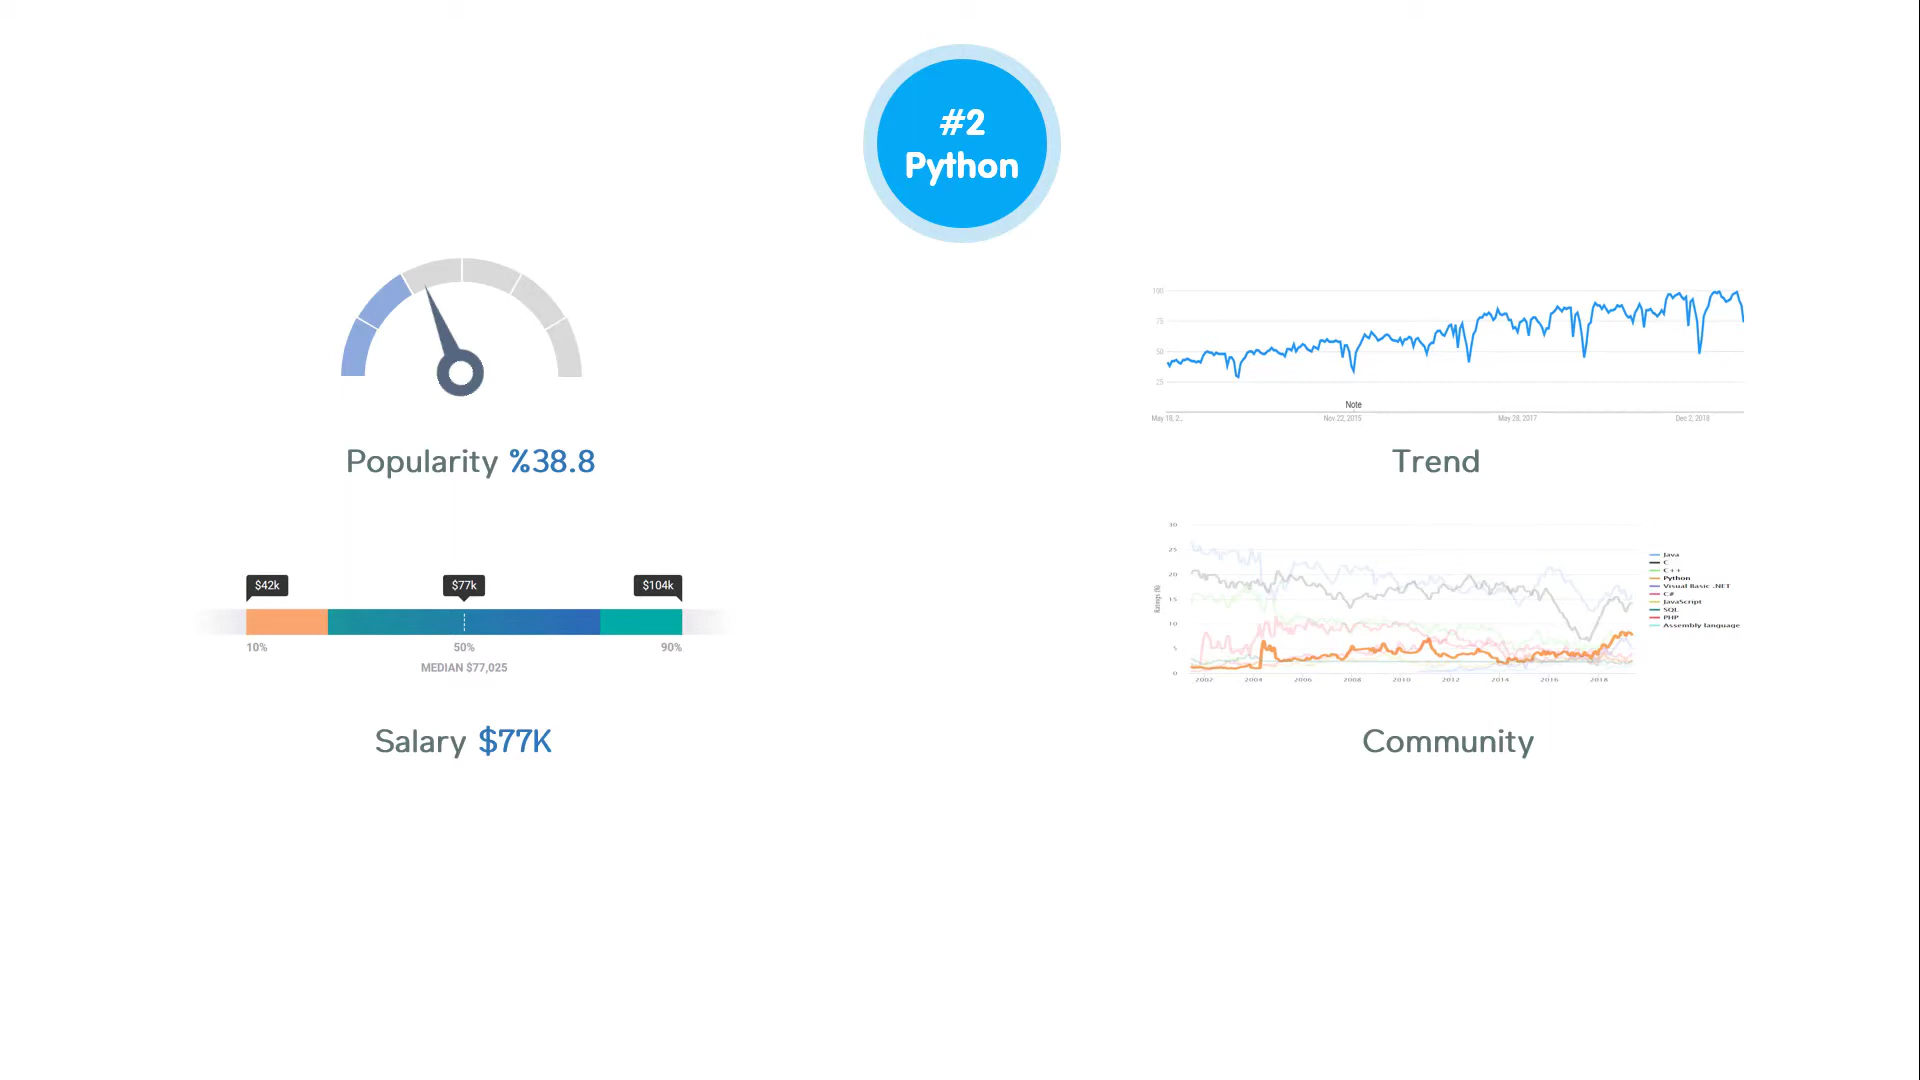 #2
Python
Popularity %38.8
100
75
50
25
Note
May 18, 2...
Nov 22, 2015
May 28, 2017
Dec 2, 2018
Trend
$42k
$77k
$104k
10%
50%
90%
MEDIAN $77,025
Salary $77K
30
25
20
15
10
5
0
Ratings (%)
2002
2004
2006
2008
2010
2012
2014
2016
2018
Java
C
C++
Python
Visual Basic .NET
C#
JavaScript
SQL
PHP
Assembly language
Community